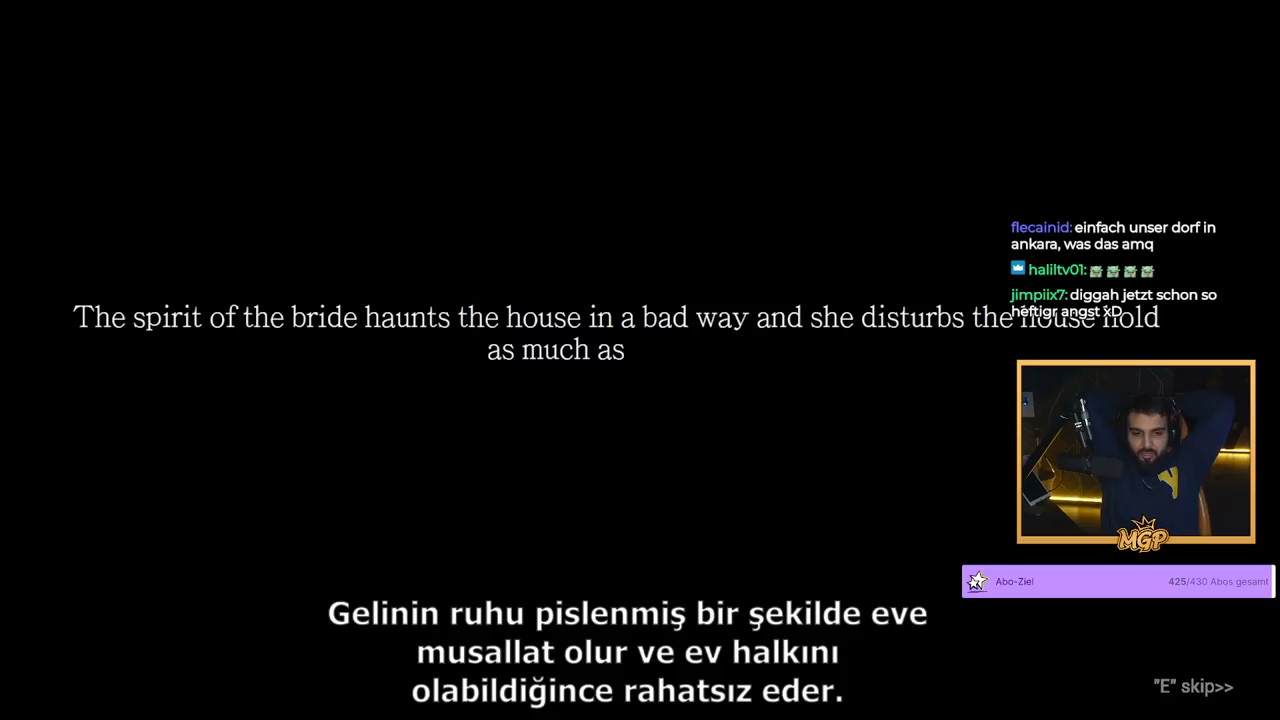 flecainid: einfach unser dorf in
ankara, was das amq
haliltv01:
jimpiix7: diggah jetzt schon so
heftigr angst xD
The spirit of the bride haunts the house in a bad way and she disturbs the house hold
as much as
MGP
Abo-Ziel
425/430 Abos gesamt
Gelinin ruhu pislenmiş bir şekilde eve
musallat olur ve ev halkını
olabildiğince rahatsız eder.
"E" skip>>